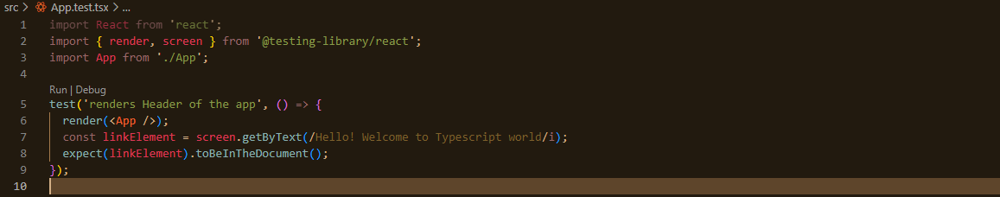 src > App.test.tsx > ...
1 import React from 'react';
2 import { render, screen } from '@testing-library/react';
3 import App from './App';
4
Run | Debug
5 test('renders Header of the app', () => {
6 render(<App />);
7 const linkElement = screen.getByText(/Hello! Welcome to Typescript world/i);
8 expect(linkElement).toBeInTheDocument();
9 });
10